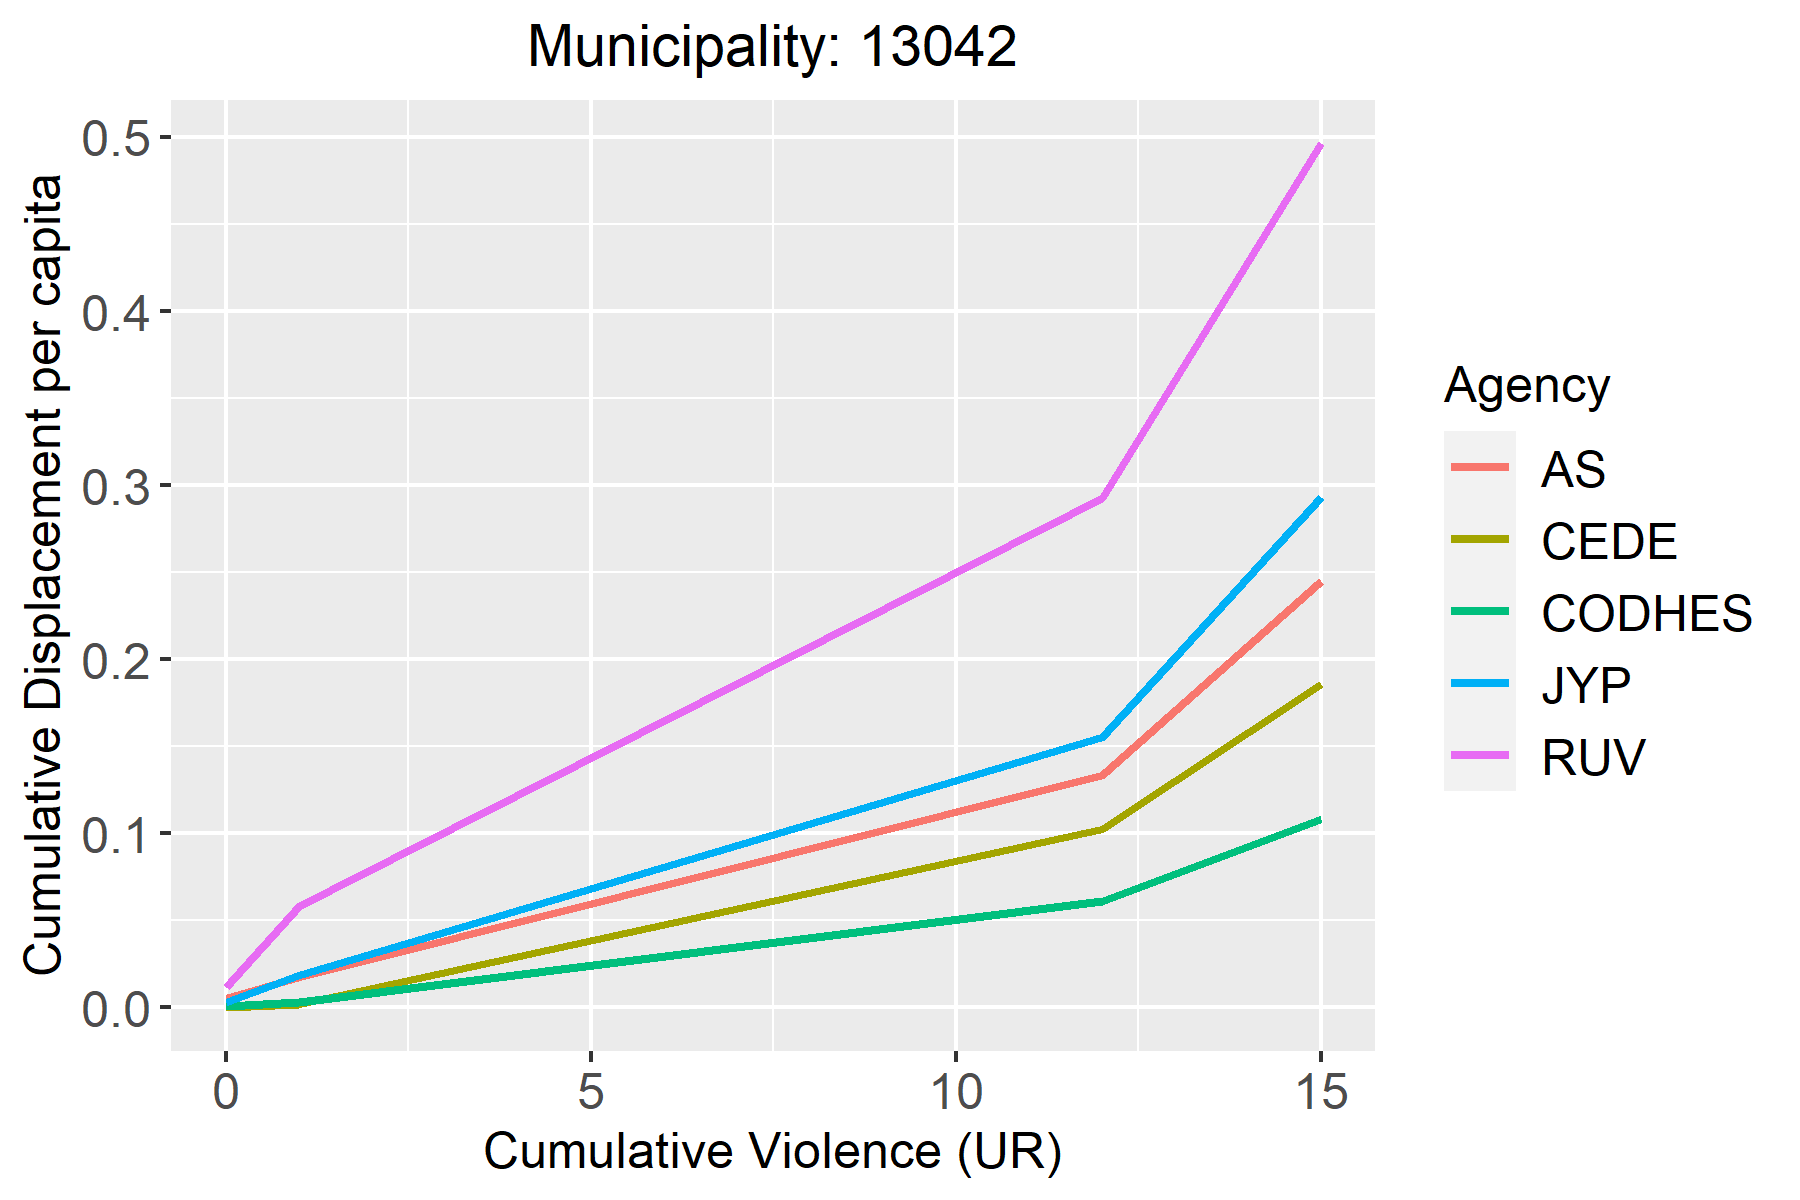 Municipality: 13042
Cumulative Displacement per capita
0.5
0.4
0.3
0.2
0.1
0.0
0 5 10 15
Cumulative Violence (UR)
Agency
AS
CEDE
CODHES
JYP
RUV